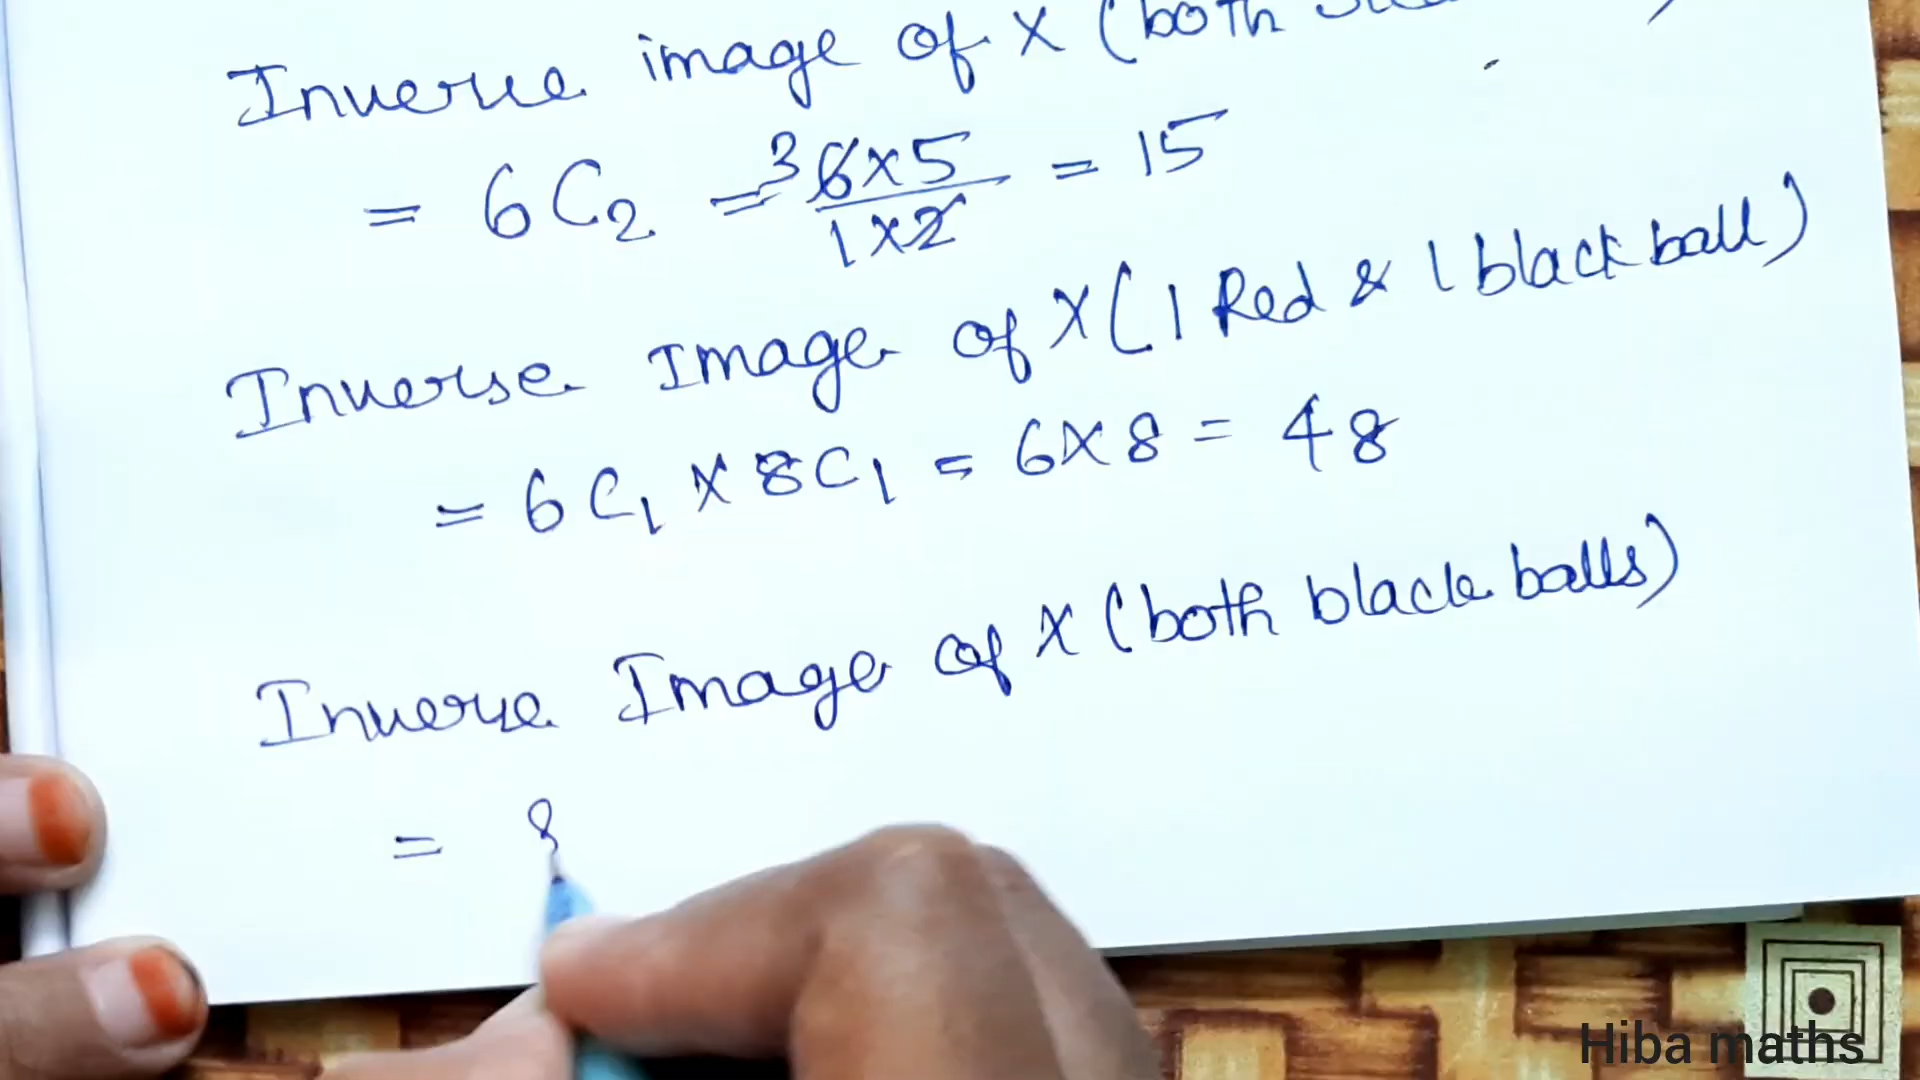 Inverse image of X (both
= 6C₂ = 3 6×5 / 1×2 = 15
Inverse Image of X (1 Red & 1 black ball)
= 6C₁ × 8C₁ = 6×8 = 48
Inverse Image of X (both black balls)
= 8
Hiba maths